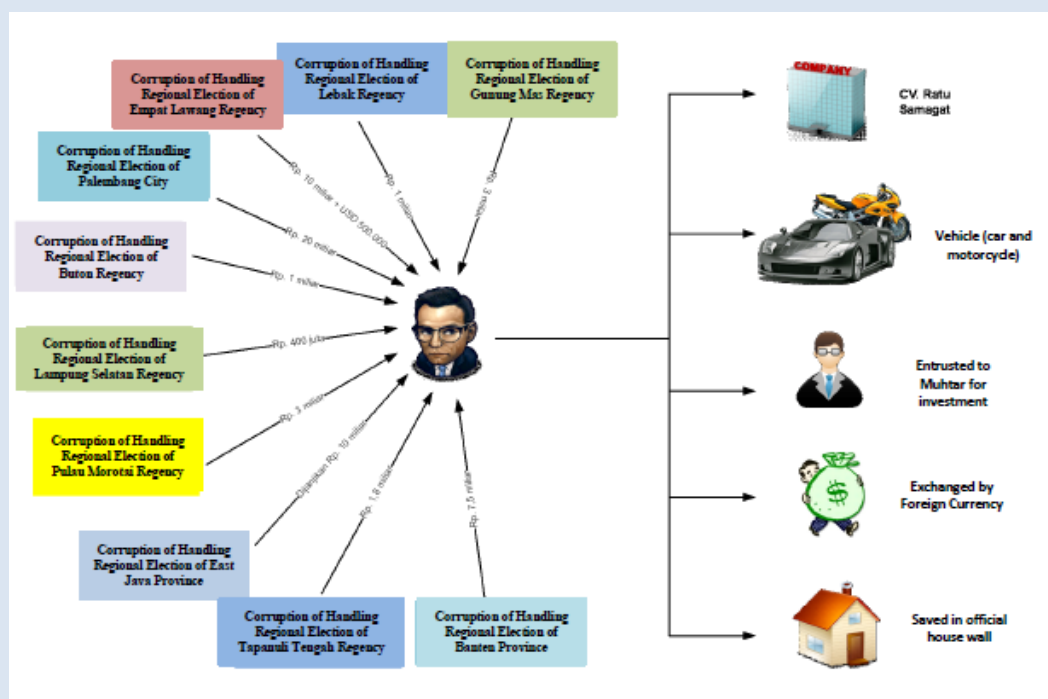 Corruption of Handling
Regional Election of
Empat Lawang Regency
Corruption of Handling
Regional Election of
Lebak Regency
Corruption of Handling
Regional Election of
Gunung Mas Regency
Corruption of Handling
Regional Election of
Palembang City
Corruption of Handling
Regional Election of
Buton Regency
Corruption of Handling
Regional Election of
Lampung Selatan Regency
Corruption of Handling
Regional Election of
Pulau Morotai Regency
Corruption of Handling
Regional Election of East
Java Province
Corruption of Handling
Regional Election of
Tapanuli Tengah Regency
Corruption of Handling
Regional Election of
Banten Province
Rp. 10 miliar + USD 500.000
Rp. 1 miliar
Rp. 3 miliar
Rp. 20 miliar
Rp. 1 miliar
Rp. 400 juta
Rp. 3 miliar
Dijanjikan Rp. 10 miliar
Rp. 1,8 miliar
Rp. 7,5 miliar
COMPANY
CV. Ratu
Samagat
Vehicle (car and
motorcycle)
Entrusted to
Muhtar for
investment
$
Exchanged by
Foreign Currency
Saved in official
house wall